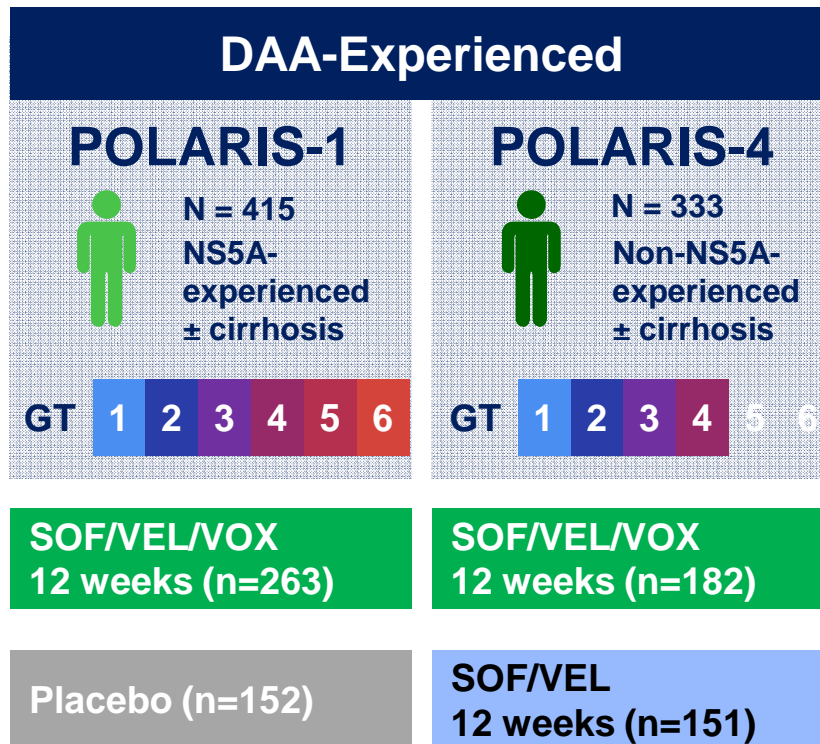 DAA-Experienced
POLARIS-1
N = 415
NS5A-
experienced
± cirrhosis
GT 1 2 3 4 5 6
SOF/VEL/VOX
12 weeks (n=263)
Placebo (n=152)
POLARIS-4
N = 333
Non-NS5A-
experienced
± cirrhosis
GT 1 2 3 4 5 6
SOF/VEL/VOX
12 weeks (n=182)
SOF/VEL
12 weeks (n=151)